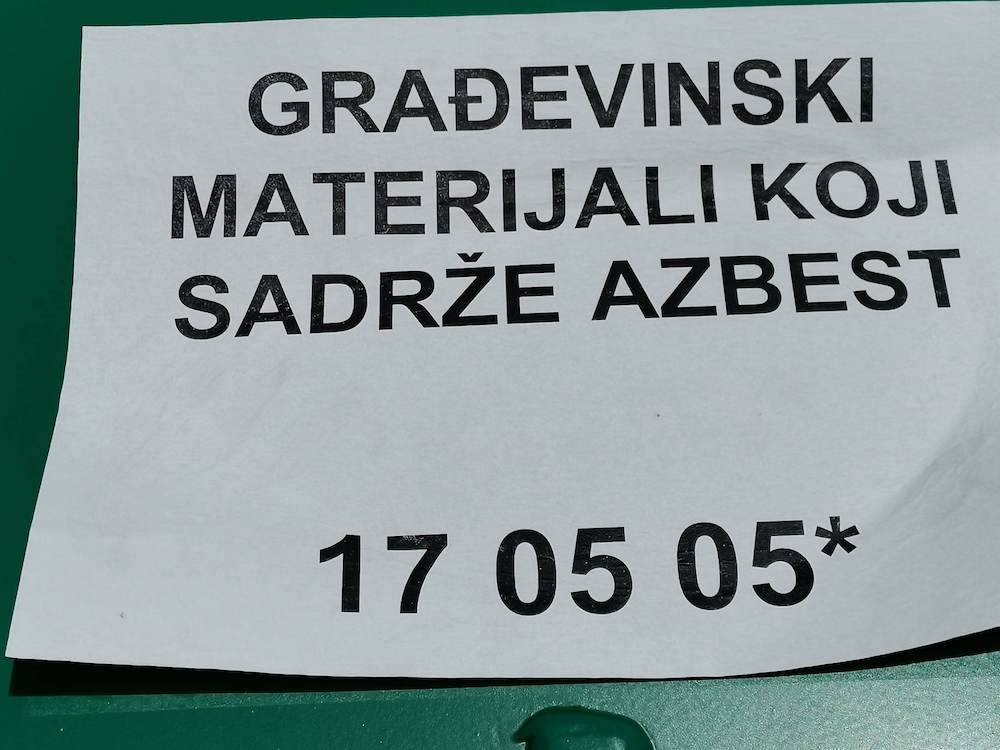 GRAĐEVINSKI
MATERIJALI KOJI
SADRŽE AZBEST
17 05 05*